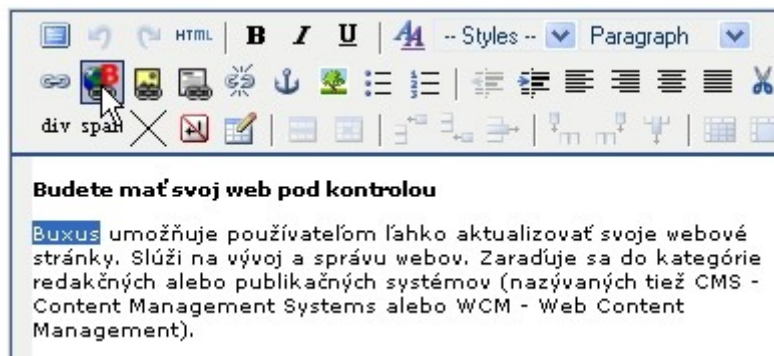 HTML B I U -- Styles -- Paragraph
div span
Budete mať svoj web pod kontrolou
Buxus umožňuje používateľom ľahko aktualizovať svoje webové
stránky. Slúži na vývoj a správu webov. Zaraďuje sa do kategórie
redakčných alebo publikačných systémov (nazývaných tiež CMS -
Content Management Systems alebo WCM - Web Content
Management).